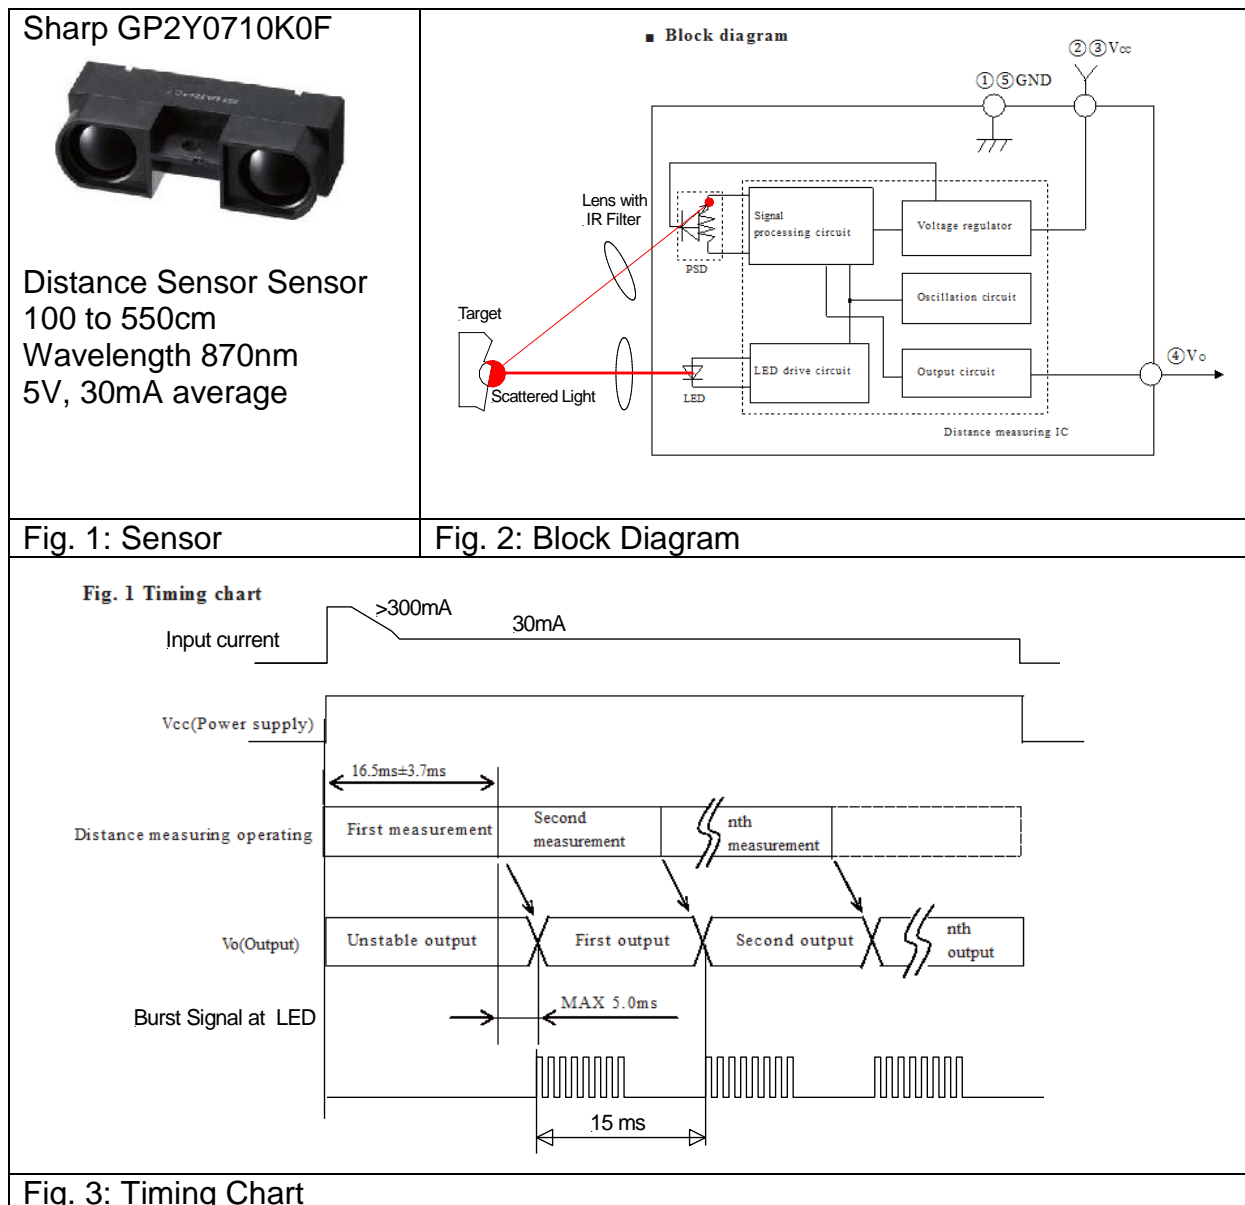 Sharp GP2Y0710K0F
SHARP
Distance Sensor Sensor
100 to 550cm
Wavelength 870nm
5V, 30mA average
Fig. 1: Sensor
■ Block diagram
②③Vcc
①⑤GND
Lens with
IR Filter
Signal
processing circuit
Voltage regulator
PSD
Oscillation circuit
Target
LED drive circuit
Output circuit
④Vo
Scattered Light
LED
Distance measuring IC
Fig. 2: Block Diagram
Fig. 1 Timing chart
>300mA
30mA
Input current
Vcc(Power supply)
16.5ms±3.7ms
Distance measuring operating
First measurement
Second
measurement
nth
measurement
Vo(Output)
Unstable output
First output
Second output
nth
output
MAX 5.0ms
Burst Signal at LED
15 ms
Fig. 3: Timing Chart